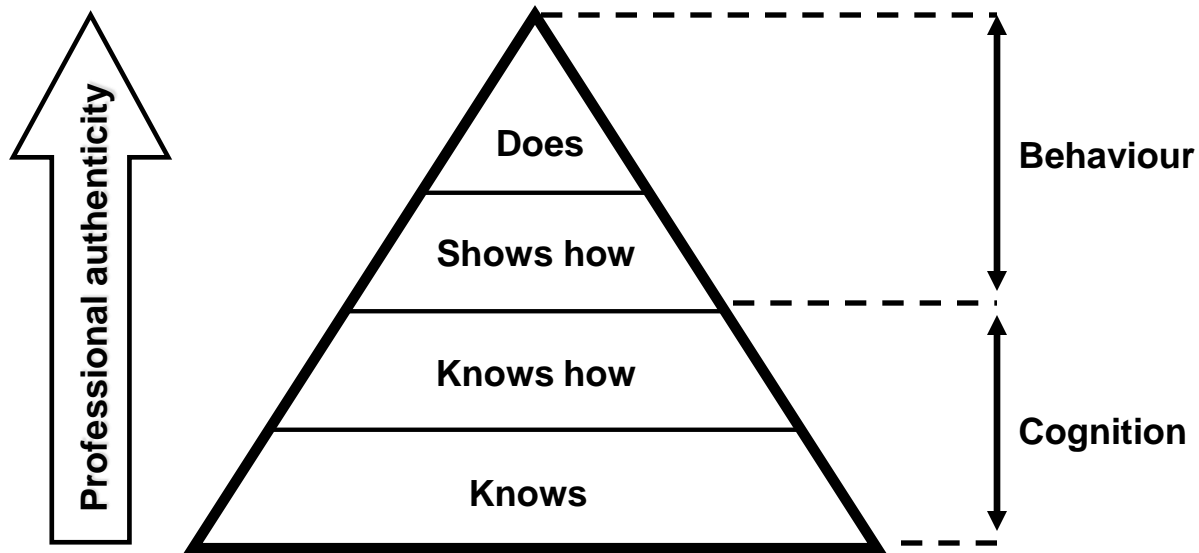 Professional authenticity
Does
Shows how
Knows how
Knows
Behaviour
Cognition